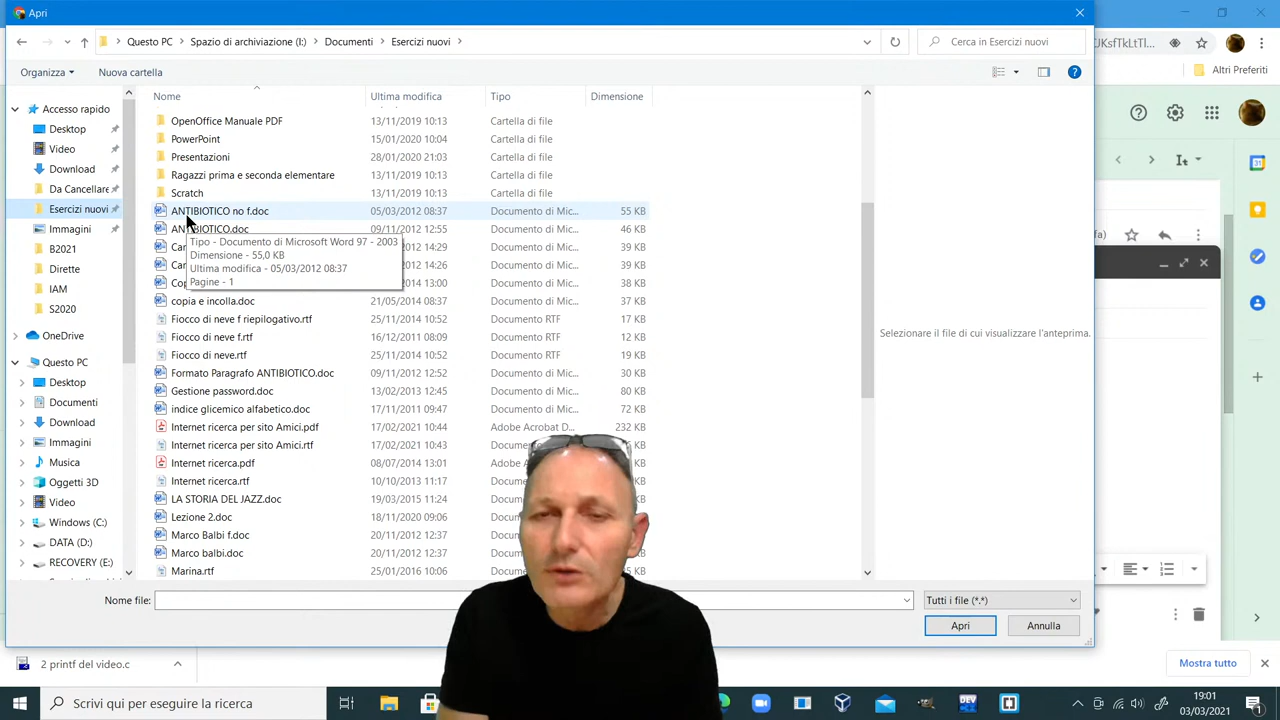 Apri
Questo PC > Spazio di archiviazione (I:) > Documenti > Esercizi nuovi >
Cerca in Esercizi nuovi
JKsfTkLtTl...
Organizza
Nuova cartella
Altri Preferiti
Nome
Ultima modifica
Tipo
Dimensione
Accesso rapido
Desktop
Video
Download
Da Cancellare
Esercizi nuovi
Immagini
B2021
Dirette
IAM
S2020
OneDrive
Questo PC
Desktop
Documenti
Download
Immagini
Musica
Oggetti 3D
Video
Windows (C:)
DATA (D:)
RECOVERY (E:)
OpenOffice Manuale PDF 13/11/2019 10:13 Cartella di file
PowerPoint 15/01/2020 10:04 Cartella di file
Presentazioni 28/01/2020 21:03 Cartella di file
Ragazzi prima e seconda elementare 13/11/2019 10:13 Cartella di file
Scratch 13/11/2019 10:13 Cartella di file
ANTIBIOTICO no f.doc 05/03/2012 08:37 Documento di Mic... 55 KB
ANTIBIOTICO.doc 09/11/2012 12:55 Documento di Mic... 46 KB
Tipo - Documento di Microsoft Word 97 - 2003
Dimensione - 55,0 KB
Ultima modifica - 05/03/2012 08:37
Pagine - 1
14:29 Documento di Mic... 39 KB
14:26 Documento di Mic... 39 KB
13:00 Documento di Mic... 38 KB
copia e incolla.doc 21/05/2014 08:37 Documento di Mic... 37 KB
Fiocco di neve f riepilogativo.rtf 25/11/2014 10:52 Documento RTF 17 KB
Fiocco di neve f.rtf 16/12/2011 08:09 Documento RTF 12 KB
Fiocco di neve.rtf 25/11/2014 10:52 Documento RTF 19 KB
Formato Paragrafo ANTIBIOTICO.doc 09/11/2012 12:52 Documento di Mic... 30 KB
Gestione password.doc 13/02/2013 12:45 Documento di Mic... 80 KB
indice glicemico alfabetico.doc 17/11/2011 09:47 Documento di Mic... 72 KB
Internet ricerca per sito Amici.pdf 17/02/2021 10:44 Adobe Acrobat D... 232 KB
Internet ricerca per sito Amici.rtf 17/02/2021 10:43 KB
Internet ricerca.pdf 08/07/2014 13:01 KB
Internet ricerca.rtf 10/10/2013 11:17 KB
LA STORIA DEL JAZZ.doc 19/03/2015 11:24 KB
Lezione 2.doc 18/11/2020 09:06
Marco Balbi f.doc 20/11/2012 12:37
Marco balbi.doc 20/11/2012 12:37
Marina.rtf 25/01/2016 10:06 KB
Selezionare il file di cui visualizzare l'anteprima.
Nome file:
Tutti i file (*.*)
Apri
Annulla
2 printf del video.c
Mostra tutto
Scrivi qui per eseguire la ricerca
DEV
19:01
03/03/2021